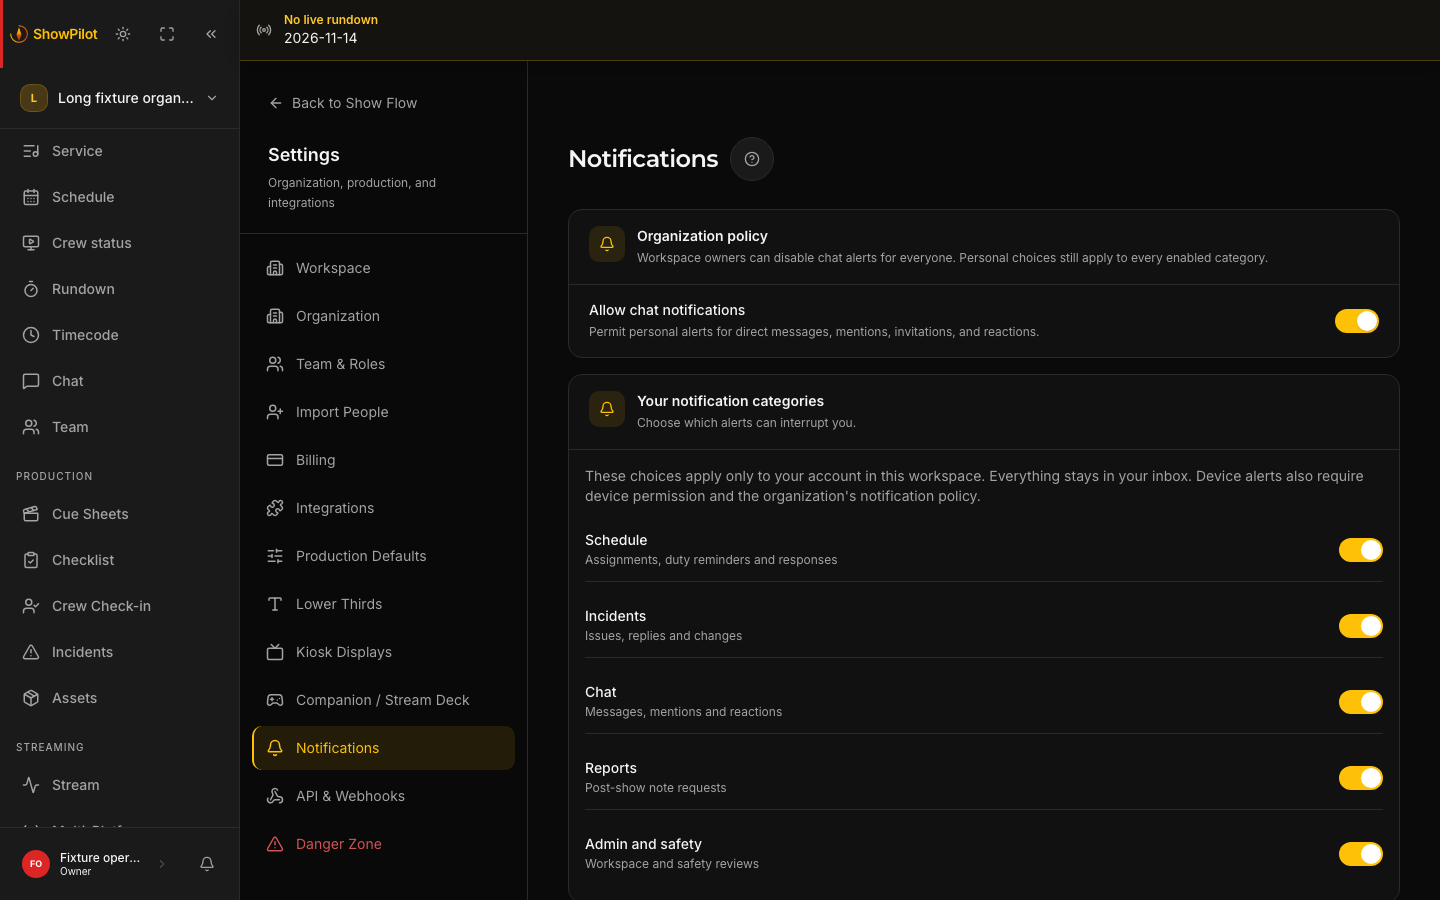 ShowPilot
L
Long fixture organ...
Service
Schedule
Crew status
Rundown
Timecode
Chat
Team
PRODUCTION
Cue Sheets
Checklist
Crew Check-in
Incidents
Assets
STREAMING
Stream
FO
Fixture oper...
Owner
No live rundown
2026-11-14
Back to Show Flow
Settings
Organization, production, and
integrations
Workspace
Organization
Team & Roles
Import People
Billing
Integrations
Production Defaults
Lower Thirds
Kiosk Displays
Companion / Stream Deck
Notifications
API & Webhooks
Danger Zone
Notifications
Organization policy
Workspace owners can disable chat alerts for everyone. Personal choices still apply to every enabled category.
Allow chat notifications
Permit personal alerts for direct messages, mentions, invitations, and reactions.
Your notification categories
Choose which alerts can interrupt you.
These choices apply only to your account in this workspace. Everything stays in your inbox. Device alerts also require
device permission and the organization's notification policy.
Schedule
Assignments, duty reminders and responses
Incidents
Issues, replies and changes
Chat
Messages, mentions and reactions
Reports
Post-show note requests
Admin and safety
Workspace and safety reviews